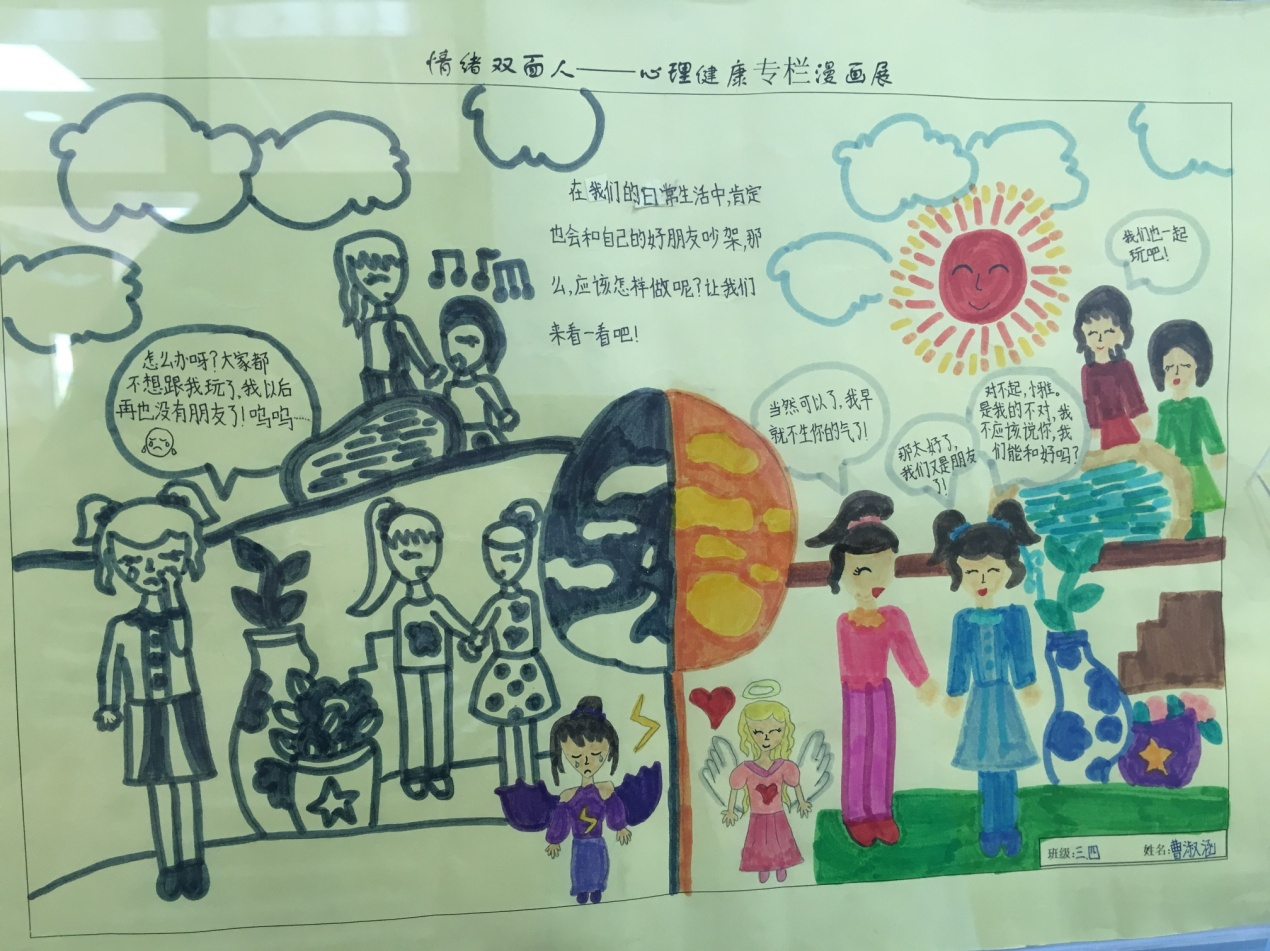 情绪双面人——心理健康专栏漫画展
在我们的日常生活中,肯定
也会和自己的好朋友吵架,那
么,应该怎样做呢?让我们
来看一看吧!
怎么办呀?大家都
不想跟我玩了,我以后
再也没有朋友了!呜呜……
当然可以了,我早
就不生你的气了!
那太好了,
我们又是朋友
了!
对不起,小雅。
是我的不对,我
不应该说你,我
们能和好吗?
我们也一起
玩吧!
班级:三四 姓名:曹淑涵